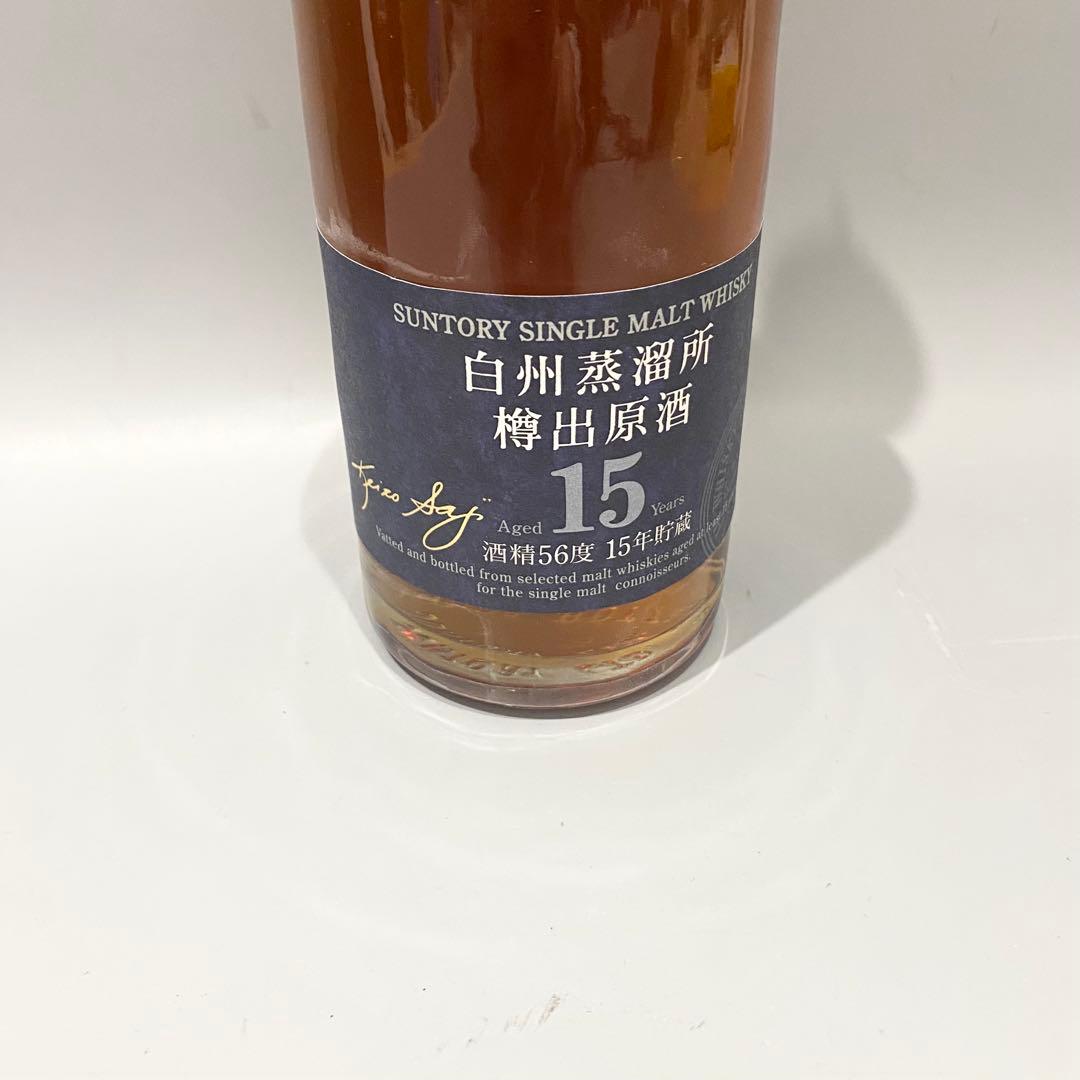 SUNTORY SINGLE MALT WHISKY
白州蒸溜所
樽出原酒
Keizo Saji
Aged 15 Years
酒精56度 15年貯蔵
Vatted and bottled from selected malt whiskies aged at least
for the single malt connoisseurs.